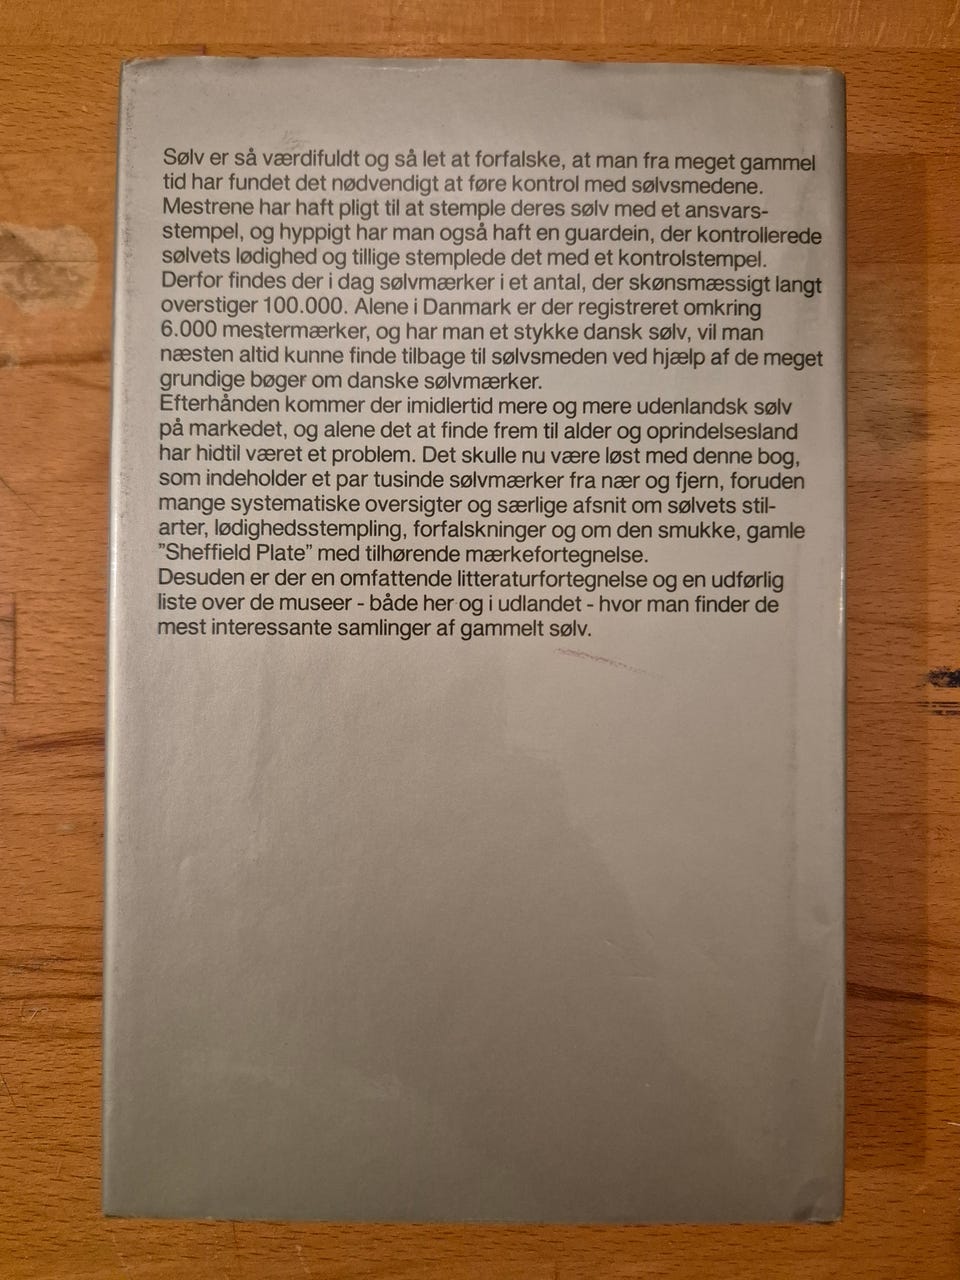 Sølv er så værdifuldt og så let at forfalske, at man fra meget gammel
tid har fundet det nødvendigt at føre kontrol med sølvsmedene.
Mestrene har haft pligt til at stemple deres sølv med et ansvars-
stempel, og hyppigt har man også haft en guardein, der kontrollerede
sølvets lødighed og tillige stemplede det med et kontrolstempel.
Derfor findes der i dag sølvmærker i et antal, der skønsmæssigt langt
overstiger 100.000. Alene i Danmark er der registreret omkring
6.000 mestermærker, og har man et stykke dansk sølv, vil man
næsten altid kunne finde tilbage til sølvsmeden ved hjælp af de meget
grundige bøger om danske sølvmærker.
Efterhånden kommer der imidlertid mere og mere udenlandsk sølv
på markedet, og alene det at finde frem til alder og oprindelsesland
har hidtil været et problem. Det skulle nu være løst med denne bog,
som indeholder et par tusinde sølvmærker fra nær og fjern, foruden
mange systematiske oversigter og særlige afsnit om sølvets stil-
arter, lødighedsstempling, forfalskninger og om den smukke, gamle
”Sheffield Plate” med tilhørende mærkefortegnelse.
Desuden er der en omfattende litteraturfortegnelse og en udførlig
liste over de museer - både her og i udlandet - hvor man finder de
mest interessante samlinger af gammelt sølv.